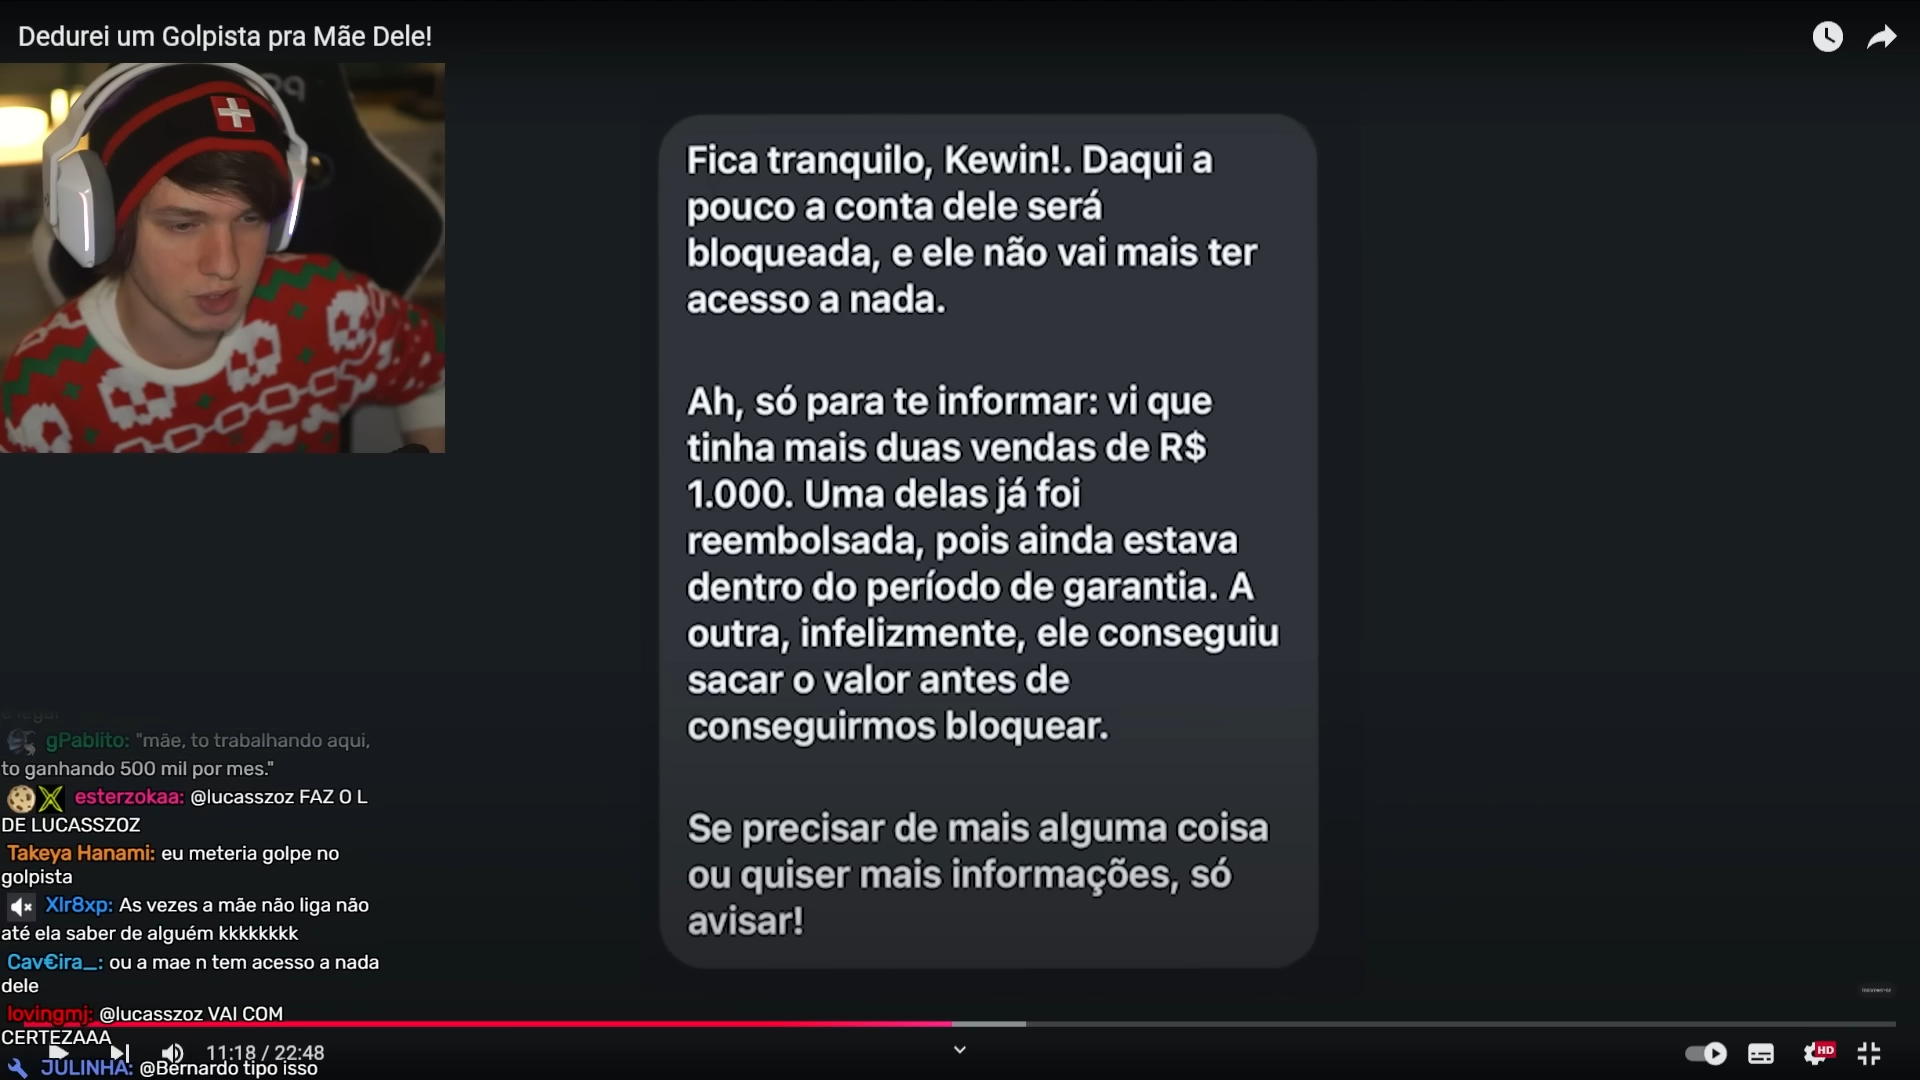 Dedurei um Golpista pra Mãe Dele!
Fica tranquilo, Kewin!. Daqui a
pouco a conta dele será
bloqueada, e ele não vai mais ter
acesso a nada.
Ah, só para te informar: vi que
tinha mais duas vendas de R$
1.000. Uma delas já foi
reembolsada, pois ainda estava
dentro do período de garantia. A
outra, infelizmente, ele conseguiu
sacar o valor antes de
conseguirmos bloquear.
Se precisar de mais alguma coisa
ou quiser mais informações, só
avisar!
gPablito: "mãe, to trabalhando aqui,
to ganhando 500 mil por mes."
esterzokaa: @lucasszoz FAZ O L
DE LUCASSZOZ
Takeya Hanami: eu meteria golpe no
golpista
Xlr8xp: As vezes a mãe não liga não
até ela saber de alguém kkkkkkkk
Cav€ira_: ou a mae n tem acesso a nada
dele
lovingmj: @lucasszoz VAI COM
CERTEZAAA
JULINHA: @Bernardo tipo isso
11:18 / 22:48
HD